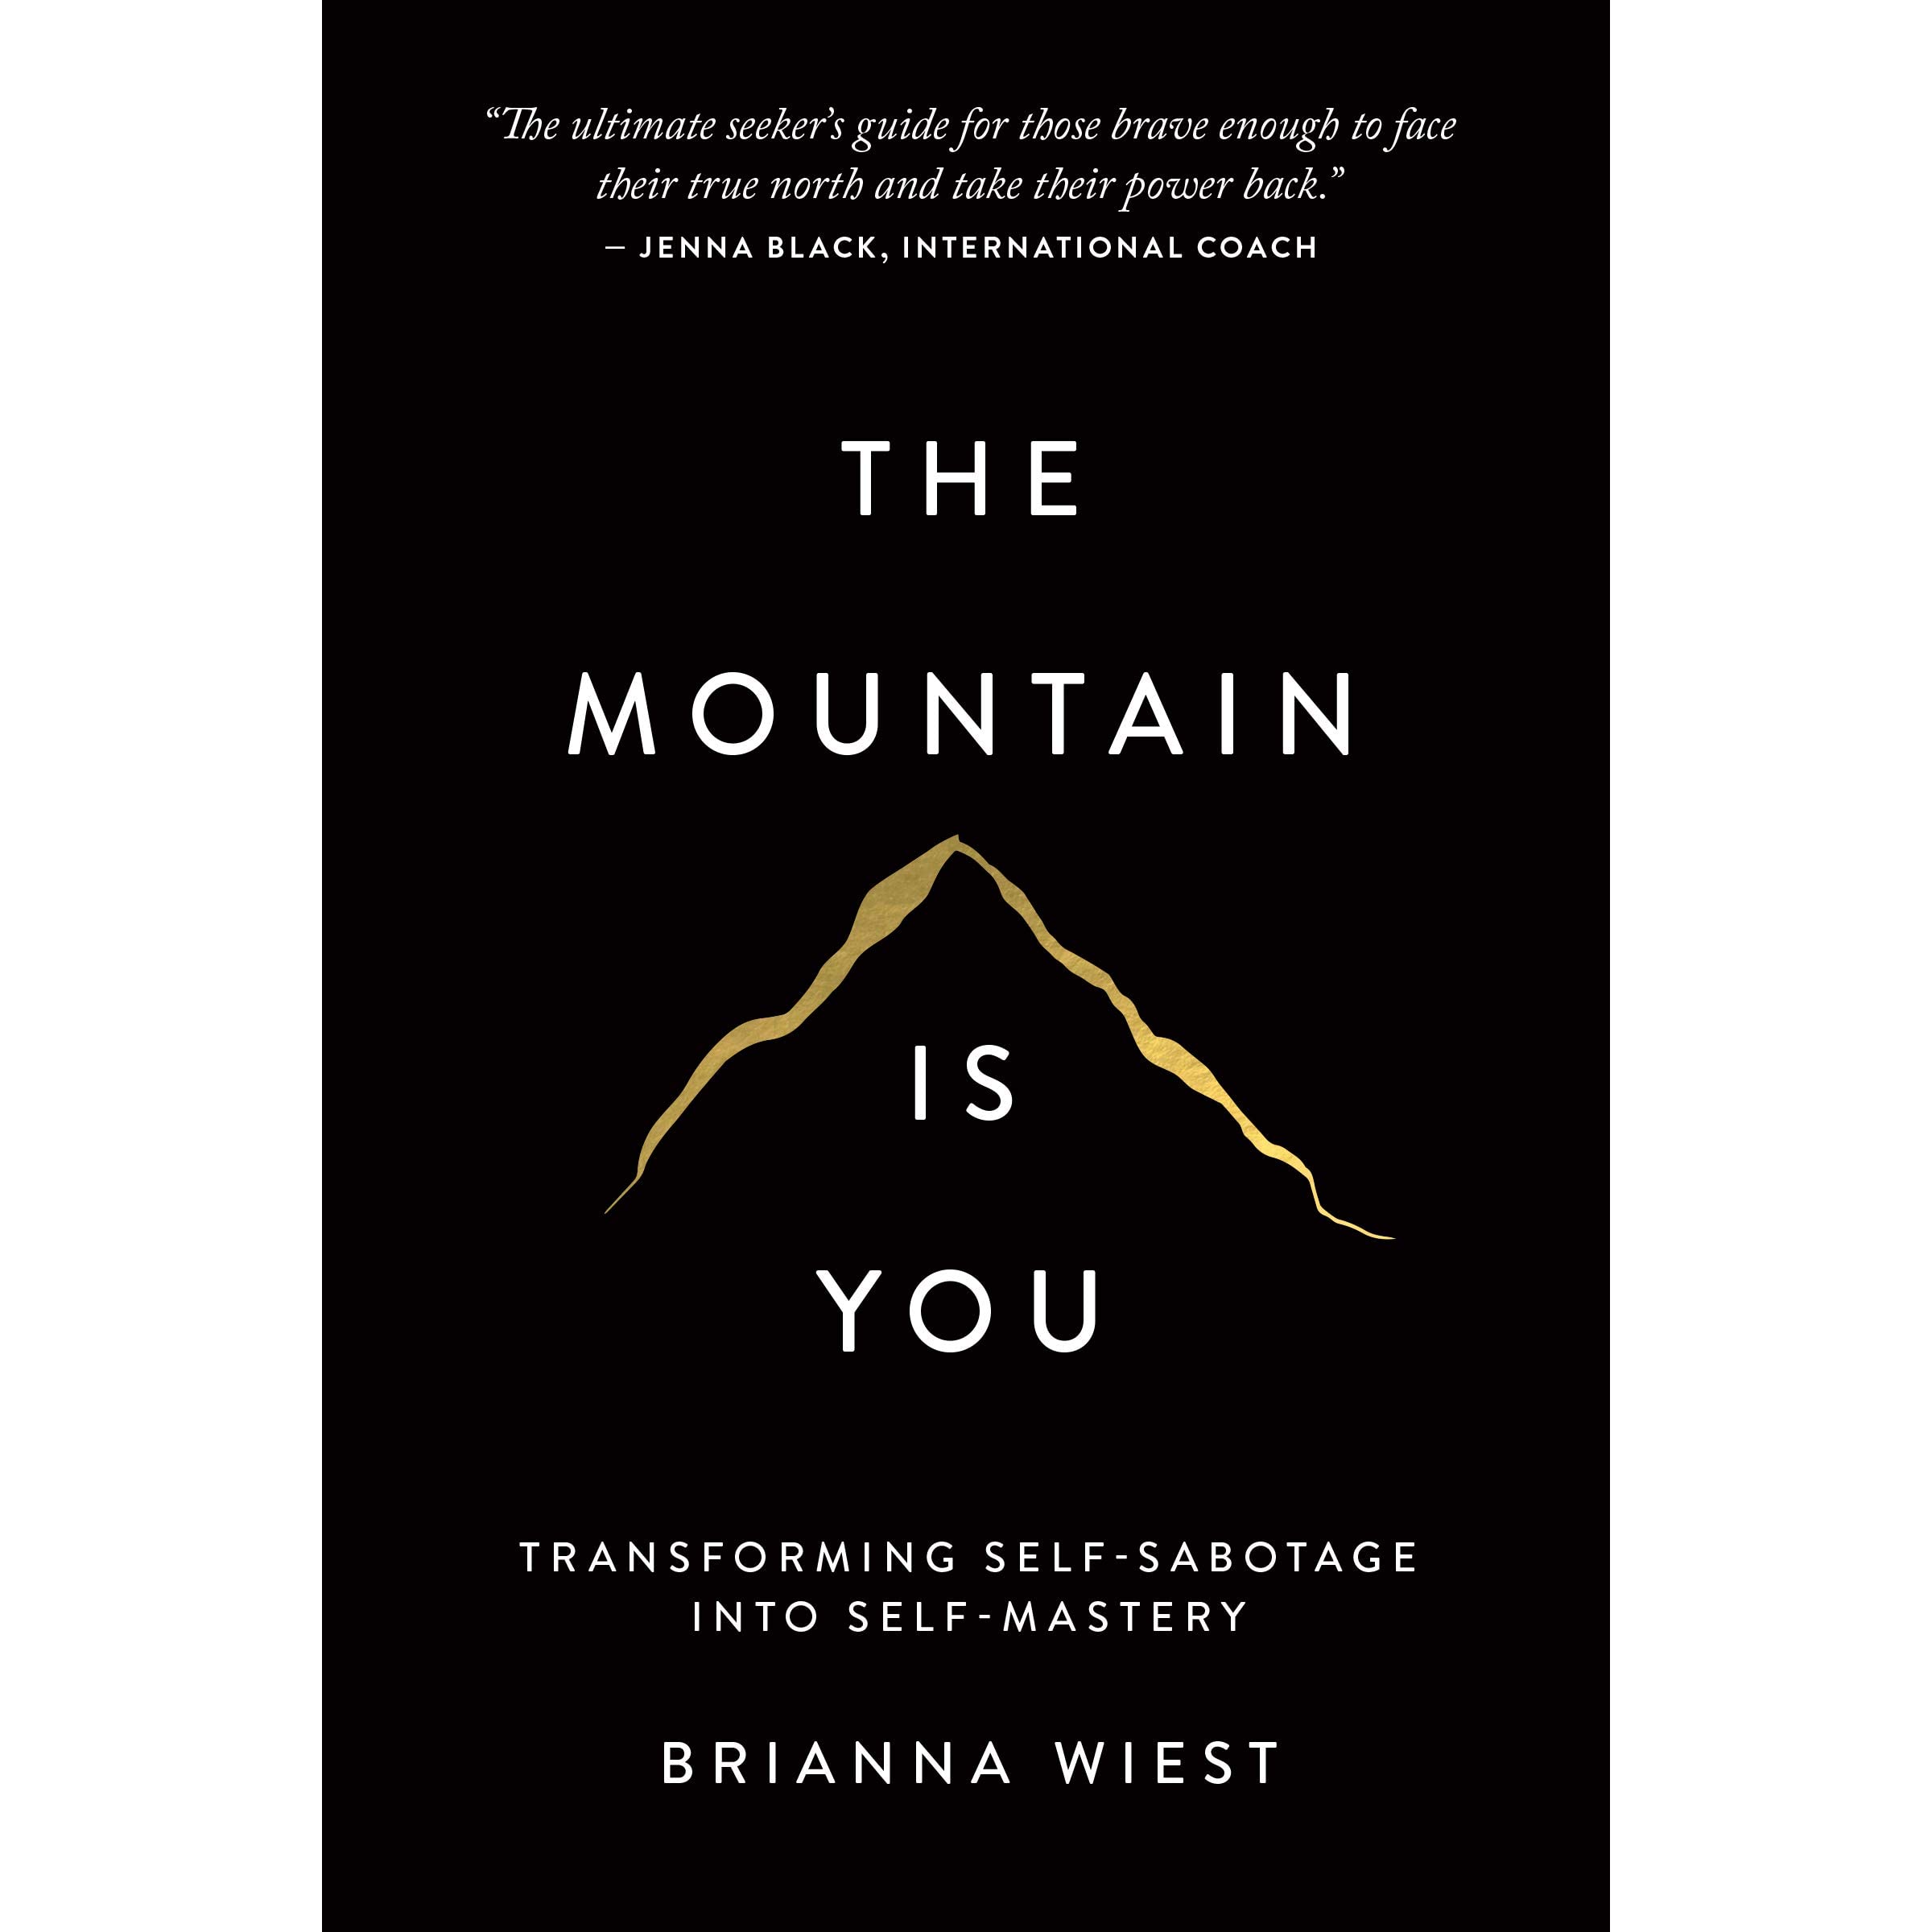 “The ultimate seeker’s guide for those brave enough to face
their true north and take their power back.”
— JENNA BLACK, INTERNATIONAL COACH
THE
MOUNTAIN
IS
YOU
TRANSFORMING SELF-SABOTAGE
INTO SELF-MASTERY
BRIANNA WIEST